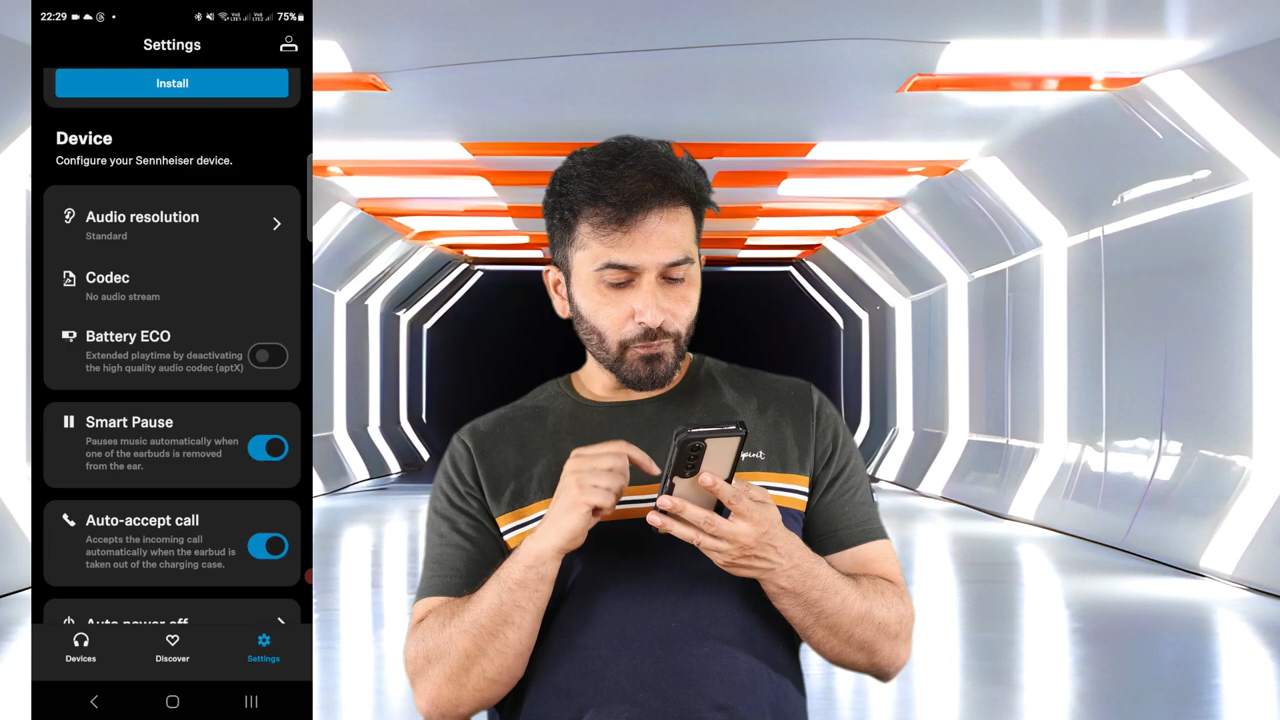 22:29
75%
Settings
Install
Device
Configure your Sennheiser device.
Audio resolution
Standard
Codec
No audio stream
Battery ECO
Extended playtime by deactivating
the high quality audio codec (aptX)
Smart Pause
Pauses music automatically when
one of the earbuds is removed
from the ear.
Auto-accept call
Accepts the incoming call
automatically when the earbud is
taken out of the charging case.
Auto power off
Devices
Discover
Settings